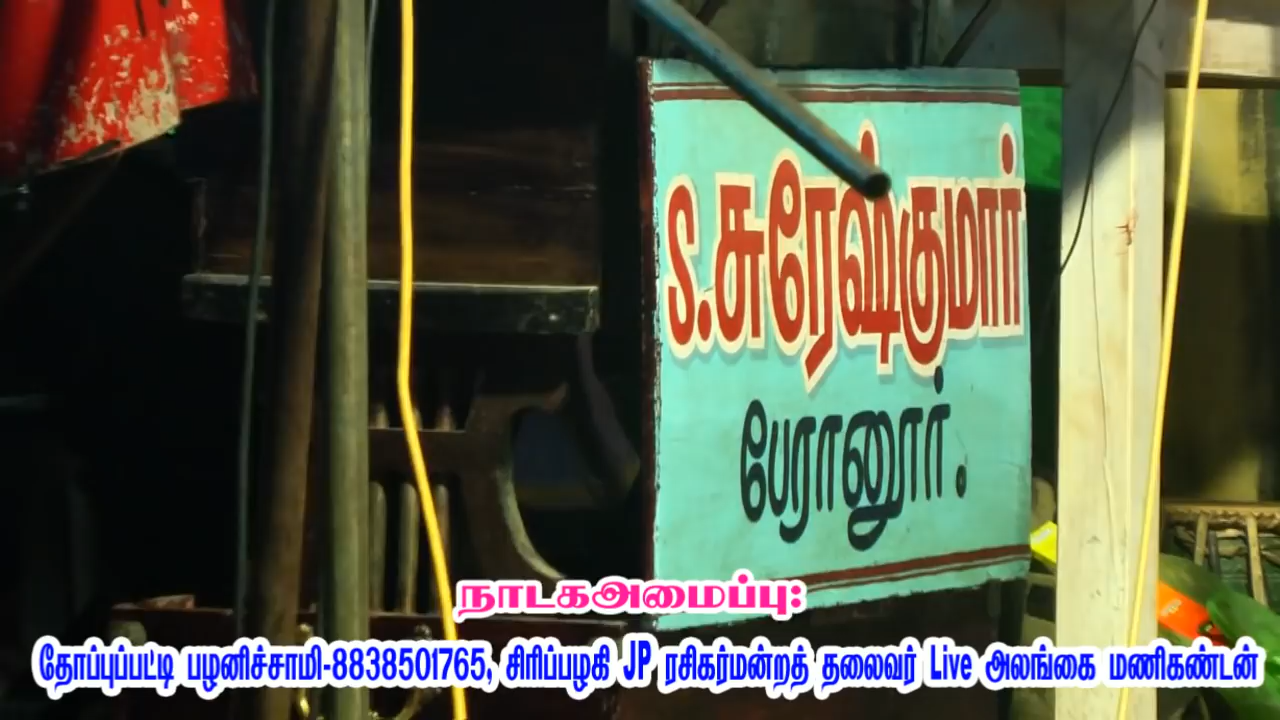 S.சுரேஷ்குமார்
பேரானூர்.
நாடகஅமைப்பு:
தோப்புப்பட்டி பழனிச்சாமி-8838501765, சிரிப்பழகி JP ரசிகர்மன்றத் தலைவர் Live அலங்கை மணிகண்டன்